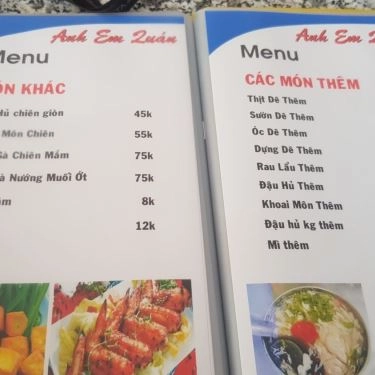 Anh Em Quán
Menu
ÓN KHÁC
Hủ chiên giòn 45k
Môn Chiên 55k
Gà Chiên Mắm 75k
à Nướng Muối Ớt 75k
8k
12k
Anh Em Q
Menu
CÁC MÓN THÊM
Thịt Dê Thêm
Sườn Dê Thêm
Óc Dê Thêm
Dựng Dê Thêm
Rau Lẩu Thêm
Đậu Hủ Thêm
Khoai Môn Thêm
Đậu hủ kg thêm
Mì thêm